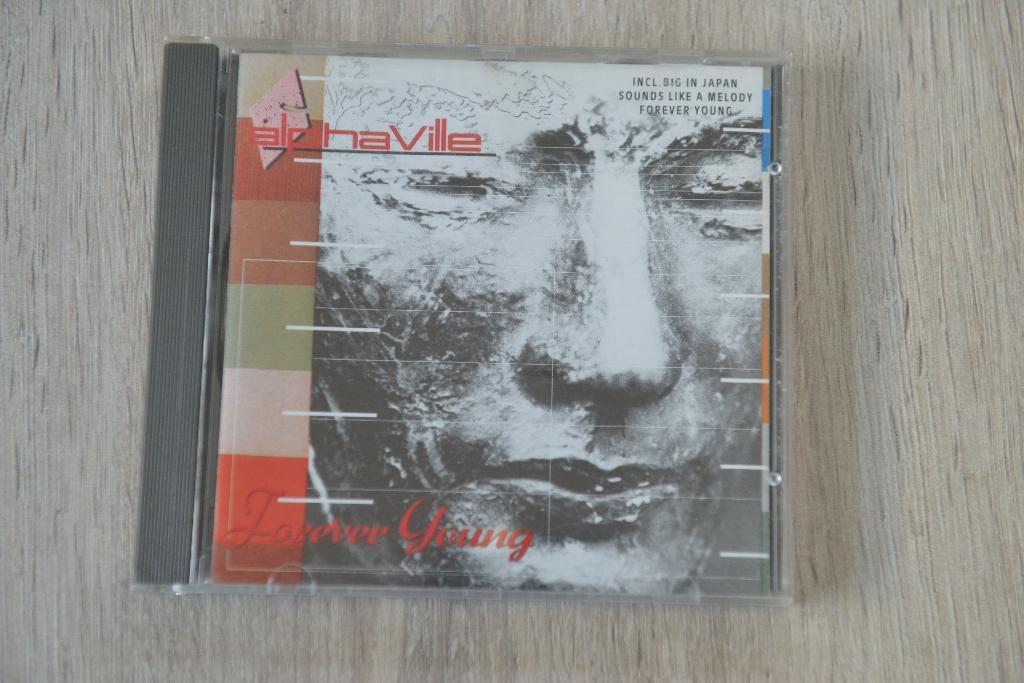 INCL. BIG IN JAPAN
SOUNDS LIKE A MELODY
FOREVER YOUNG
alphaville
Forever Young